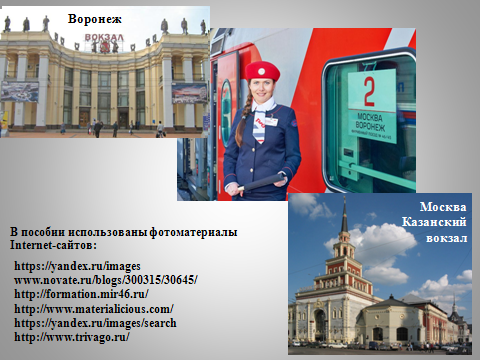 Воронеж
ВОКЗАЛ
2
МОСКВА
ВОРОНЕЖ
Москва
Казанский
вокзал
В пособии использованы фотоматериалы
Internet-сайтов:
https://yandex.ru/images
www.novate.ru/blogs/300315/30645/
http://formation.mir46.ru/
http://www.materialicious.com/
https://yandex.ru/images/search
http://www.trivago.ru/